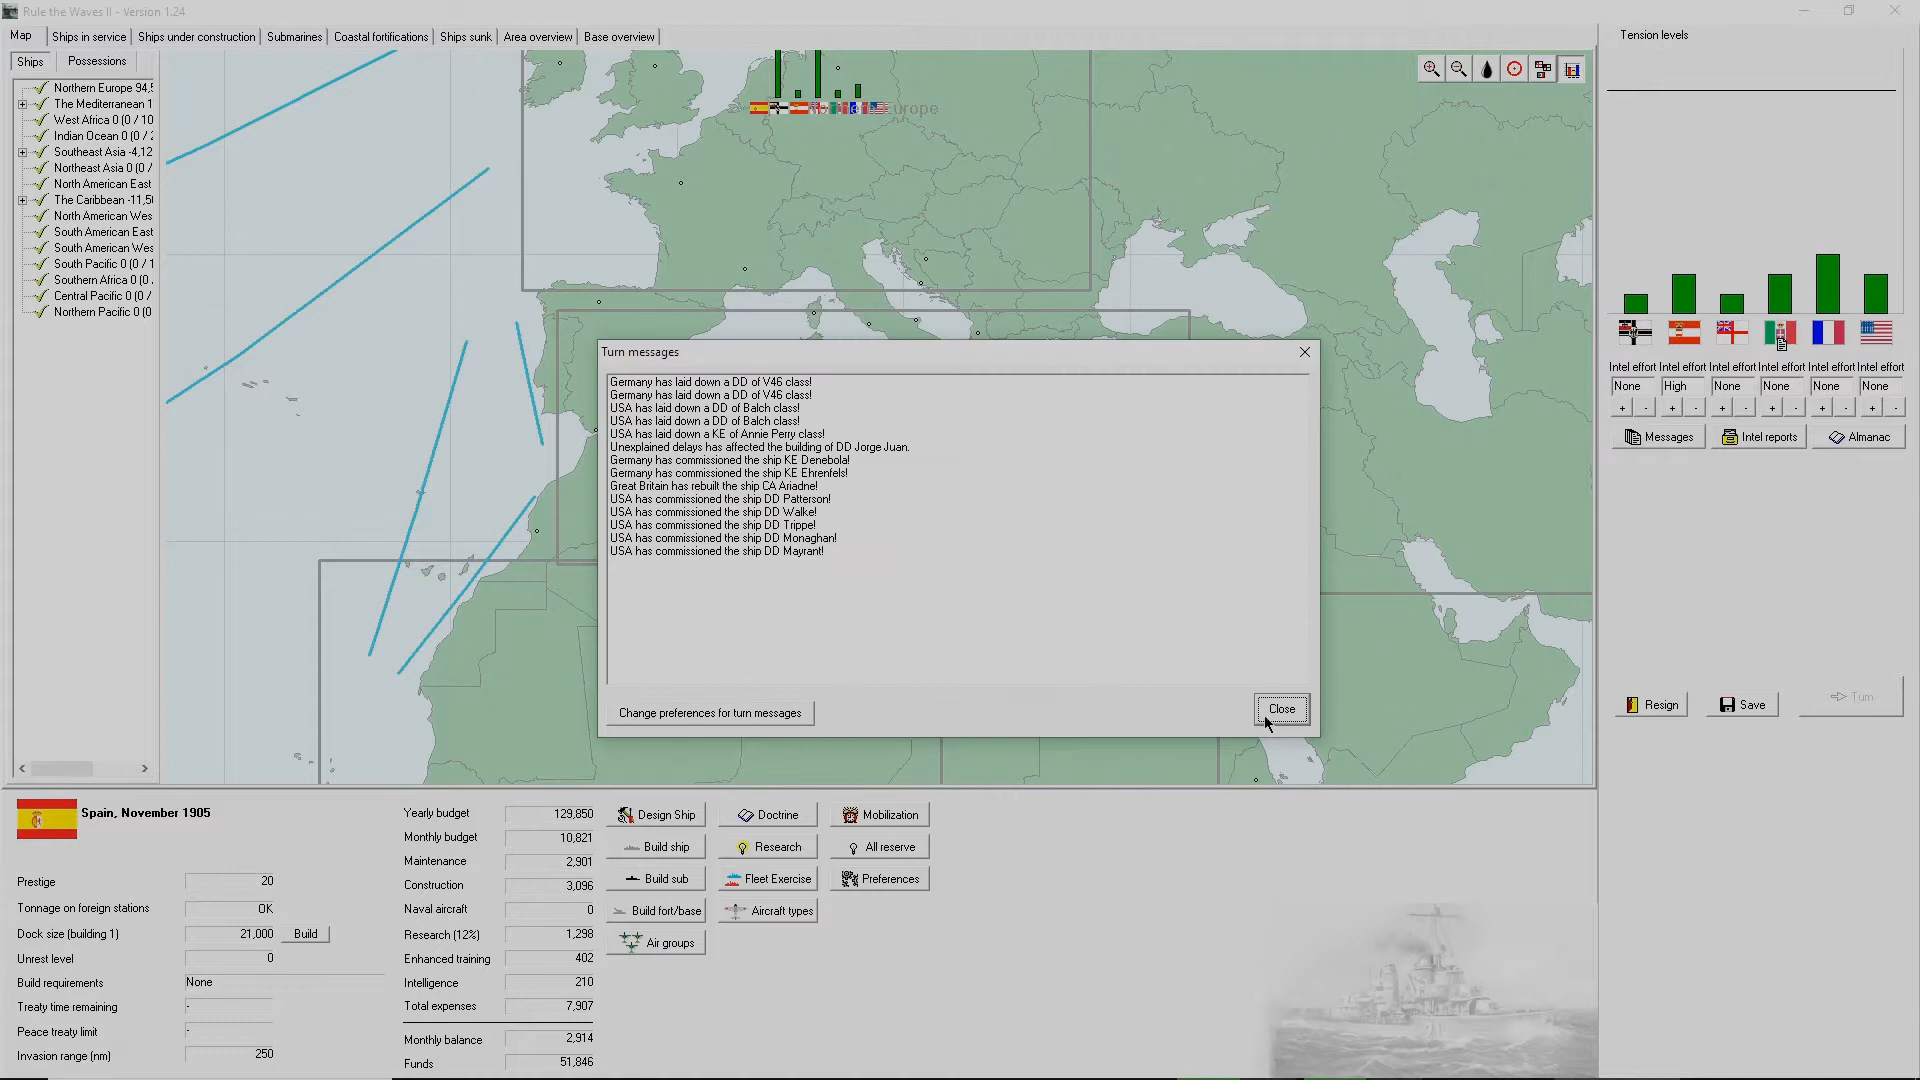 Rule the Waves II - Version 1.24
Map
Ships in service
Ships under construction
Submarines
Coastal fortifications
Ships sunk
Area overview
Base overview
Ships
Possessions
Northern Europe 94,5
The Mediterranean 1
West Africa 0 (0 / 10
Indian Ocean 0 (0 / 2
Southeast Asia -4,12
Northeast Asia 0 (0 /
North American East
The Caribbean -11,50
North American Wes
South American East
South American Wes
South Pacific 0 (0 / 1
Southern Africa 0 (0 .
Central Pacific 0 (0 /
Northern Pacific 0 (0
Europe
Turn messages
Germany has laid down a DD of V46 class!
Germany has laid down a DD of V46 class!
USA has laid down a DD of Balch class!
USA has laid down a DD of Balch class!
USA has laid down a KE of Annie Perry class!
Unexplained delays has affected the building of DD Jorge Juan.
Germany has commissioned the ship KE Denebola!
Germany has commissioned the ship KE Ehrenfels!
Great Britain has rebuilt the ship CA Ariadne!
USA has commissioned the ship DD Patterson!
USA has commissioned the ship DD Walke!
USA has commissioned the ship DD Trippe!
USA has commissioned the ship DD Monaghan!
USA has commissioned the ship DD Mayrant!
Change preferences for turn messages
Close
Tension levels
Intel effort Intel effort Intel effort Intel effort Intel effort Intel effort
None High None None None None
+ - + - + - + - + - + -
Messages
Intel reports
Almanac
Resign
Save
Turn
Spain, November 1905
Prestige 20
Tonnage on foreign stations OK
Dock size (building 1) 21,000 Build
Unrest level 0
Build requirements None
Treaty time remaining -
Peace treaty limit -
Invasion range (nm) 250
Yearly budget 129,850
Monthly budget 10,821
Maintenance 2,901
Construction 3,096
Naval aircraft 0
Research (12%) 1,298
Enhanced training 402
Intelligence 210
Total expenses 7,907
Monthly balance 2,914
Funds 51,846
Design Ship
Doctrine
Mobilization
Build ship
Research
All reserve
Build sub
Fleet Exercise
Preferences
Build fort/base
Aircraft types
Air groups